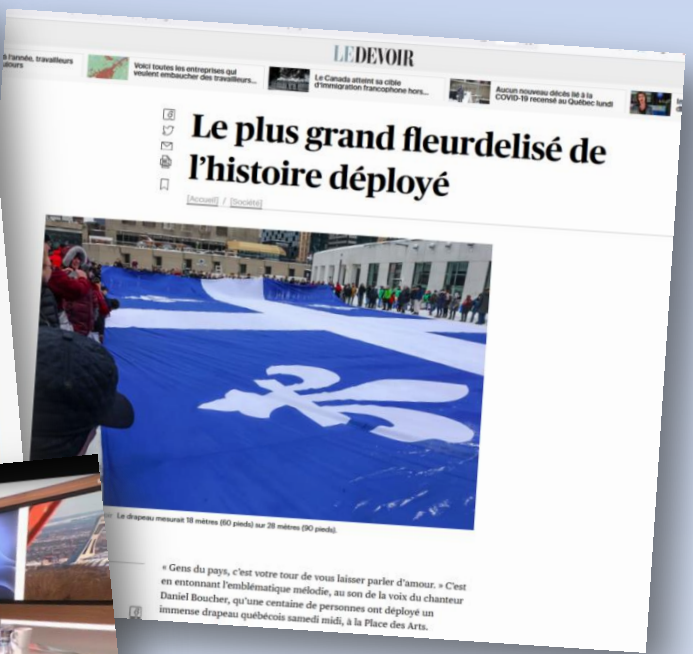 LE DEVOIR
s l'année, travailleurs
Voici toutes les entreprises qui
veulent embaucher des travailleurs...
Le Canada atteint sa cible
d'immigration francophone hors...
Aucun nouveau décès lié à la
COVID-19 recensé au Québec lundi
Le plus grand fleurdelisé de
l'histoire déployé
[Accueil] / [Société]
Le drapeau mesurait 18 mètres (60 pieds) sur 28 mètres (90 pieds).
« Gens du pays, c'est votre tour de vous laisser parler d'amour. » C'est
en entonnant l'emblématique mélodie, au son de la voix du chanteur
Daniel Boucher, qu'une centaine de personnes ont déployé un
immense drapeau québécois samedi midi, à la Place des Arts.